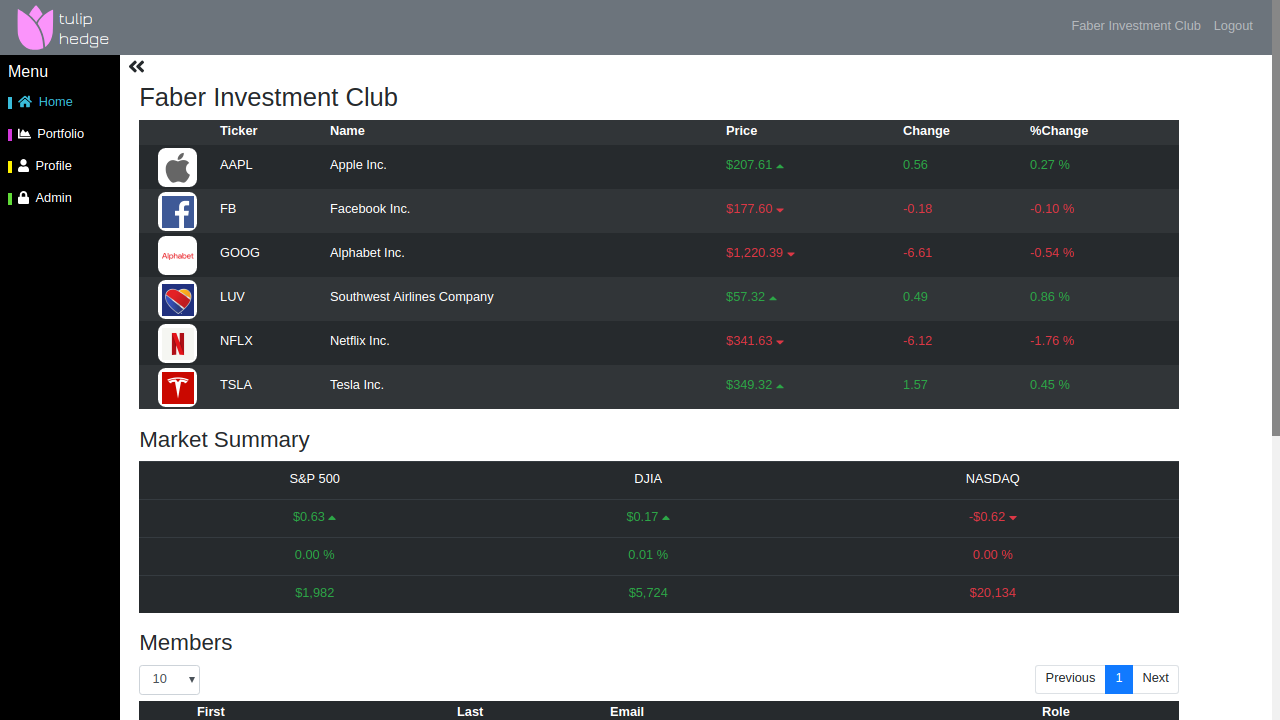 tulip
hedge
Faber Investment Club Logout
Menu
Home
Portfolio
Profile
Admin
Faber Investment Club
Ticker Name Price Change %Change
AAPL Apple Inc. $207.61 0.56 0.27 %
FB Facebook Inc. $177.60 -0.18 -0.10 %
Alphabet GOOG Alphabet Inc. $1,220.39 -6.61 -0.54 %
LUV Southwest Airlines Company $57.32 0.49 0.86 %
N NFLX Netflix Inc. $341.63 -6.12 -1.76 %
TSLA Tesla Inc. $349.32 1.57 0.45 %
Market Summary
S&P 500 DJIA NASDAQ
$0.63 $0.17 -$0.62
0.00 % 0.01 % 0.00 %
$1,982 $5,724 $20,134
Members
10 Previous 1 Next
First Last Email Role